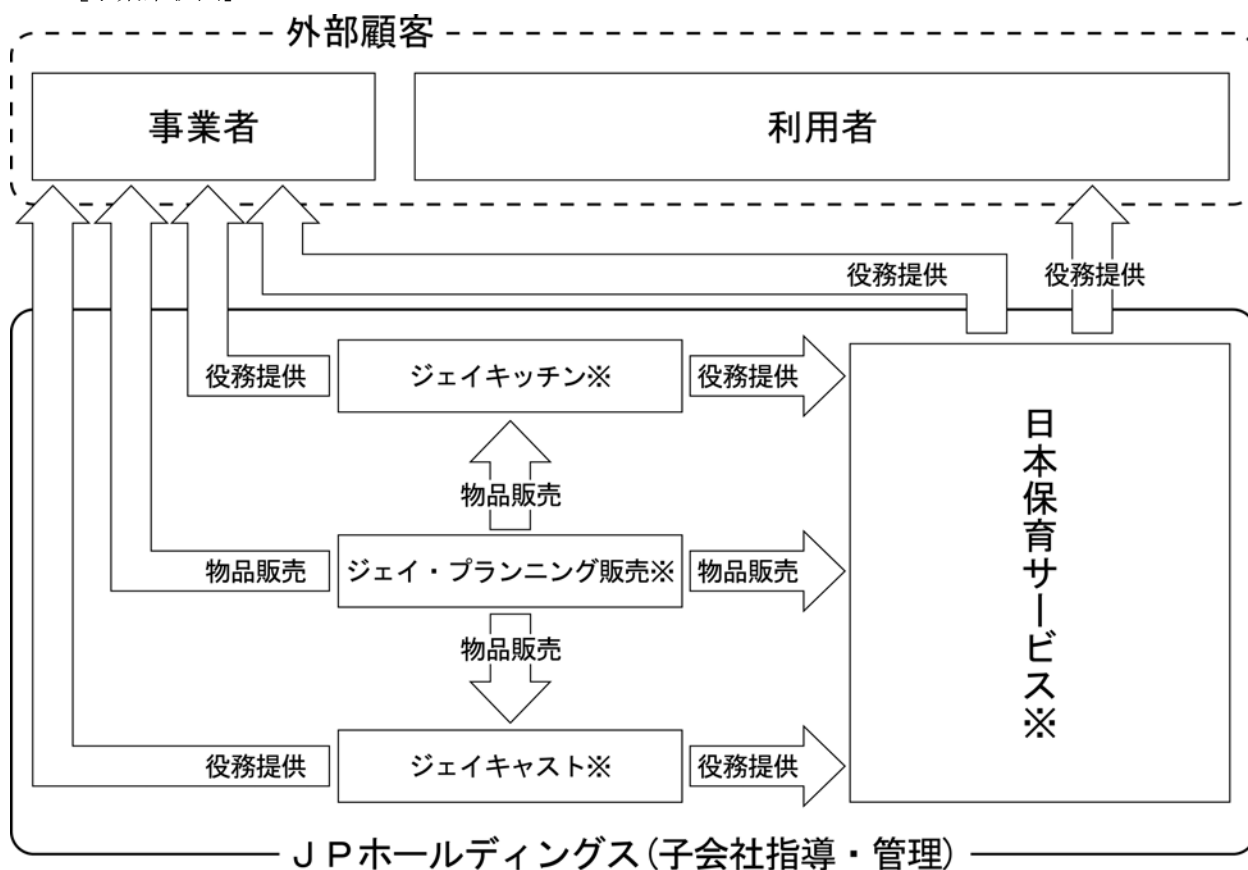 外部顧客
事業者
利用者
役務提供
役務提供
役務提供
ジェイキッチン※
役務提供
物品販売
物品販売
ジェイ・プランニング販売※
物品販売
物品販売
役務提供
ジェイキャスト※
役務提供
日本保育サービス※
JPホールディングス(子会社指導・管理)